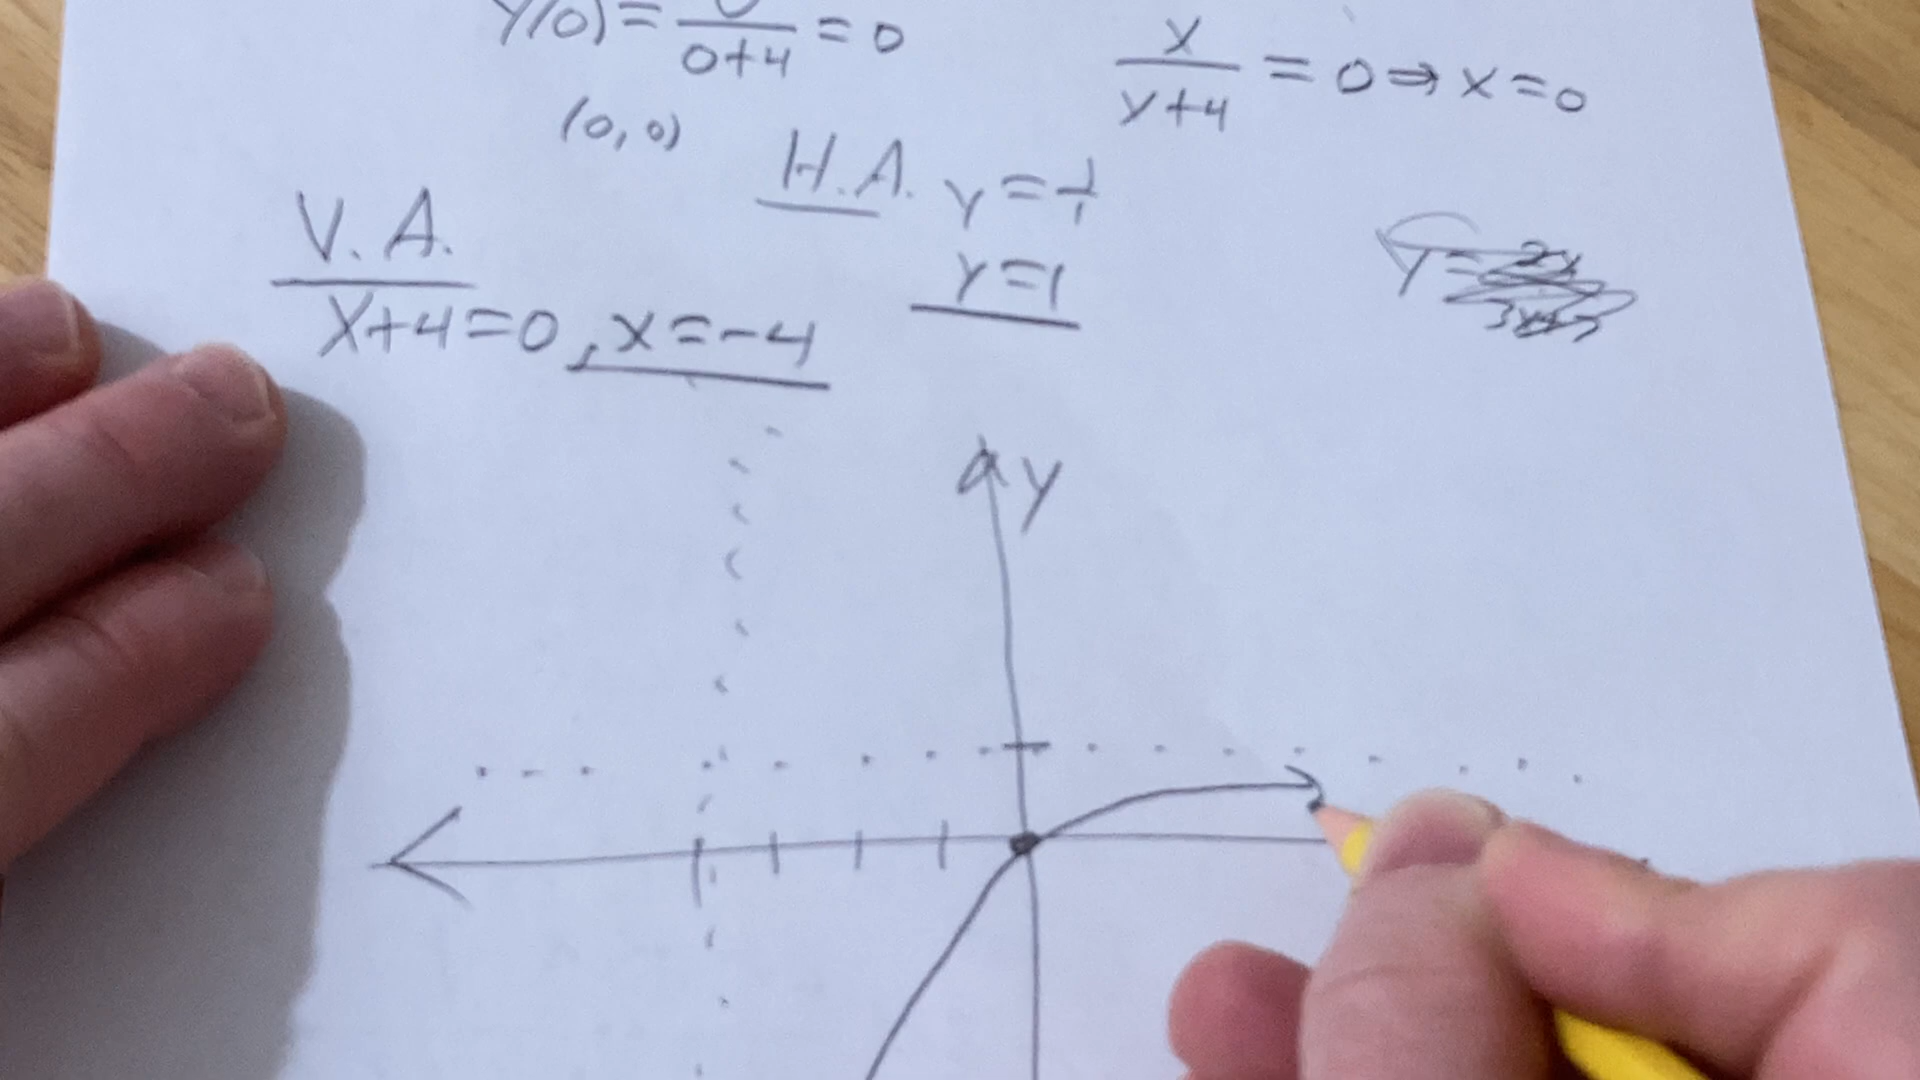 y(0) = 0/(0+4) = 0
x/(y+4) = 0 ⇒ x = 0
(0, 0)
H.A. y = 1/1
y = 1
V.A.
x+4=0, x = -4
y =
y